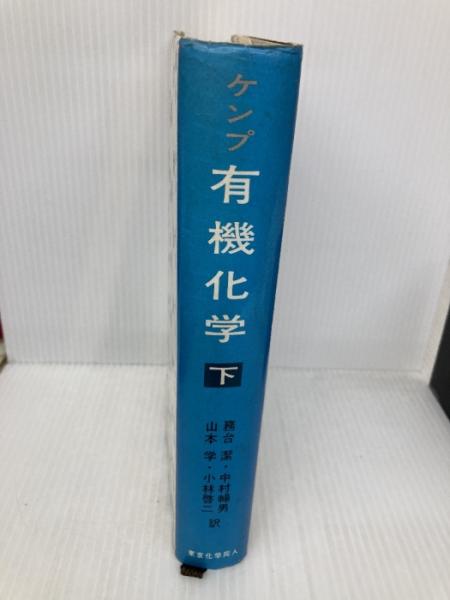 ケンプ
有機化学
下
務台 潔・中村暢男
山本 学・小林啓二
訳
東京化学同人